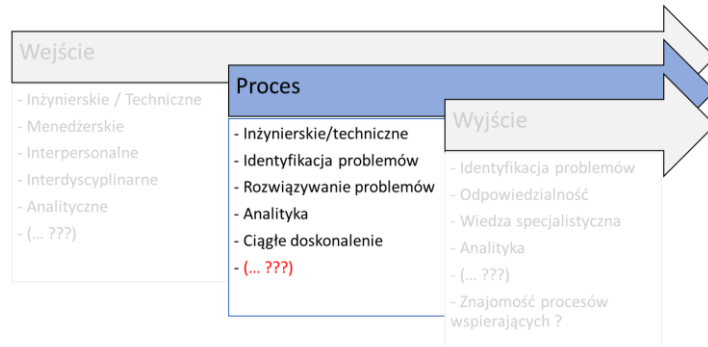 Wejście
- Inżynierskie / Techniczne
- Menedżerskie
- Interpersonalne
- Interdyscyplinarne
- Analityczne
- (... ???)
Proces
- Inżynierskie/techniczne
- Identyfikacja problemów
- Rozwiązywanie problemów
- Analityka
- Ciągłe doskonalenie
- (... ???)
Wyjście
- Identyfikacja problemów
- Odpowiedzialność
- Wiedza specjalistyczna
- Analityka
- (... ???)
- Znajomość procesów
wspierających ?